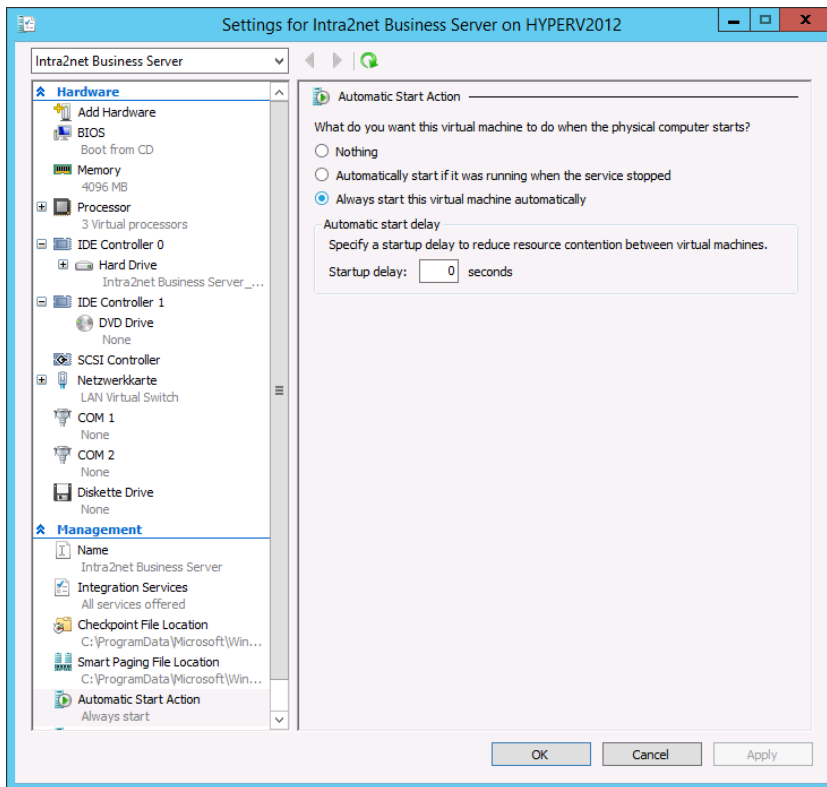 Settings for Intra2net Business Server on HYPERV2012
Intra2net Business Server
Hardware
Add Hardware
BIOS
Boot from CD
Memory
4096 MB
Processor
3 Virtual processors
IDE Controller 0
Hard Drive
Intra2net Business Server_...
IDE Controller 1
DVD Drive
None
SCSI Controller
Netzwerkkarte
LAN Virtual Switch
COM 1
None
COM 2
None
Diskette Drive
None
Management
Name
Intra2net Business Server
Integration Services
All services offered
Checkpoint File Location
C:\ProgramData\Microsoft\Win...
Smart Paging File Location
C:\ProgramData\Microsoft\Win...
Automatic Start Action
Always start
Automatic Start Action
What do you want this virtual machine to do when the physical computer starts?
Nothing
Automatically start if it was running when the service stopped
Always start this virtual machine automatically
Automatic start delay
Specify a startup delay to reduce resource contention between virtual machines.
Startup delay: 0 seconds
OK Cancel Apply